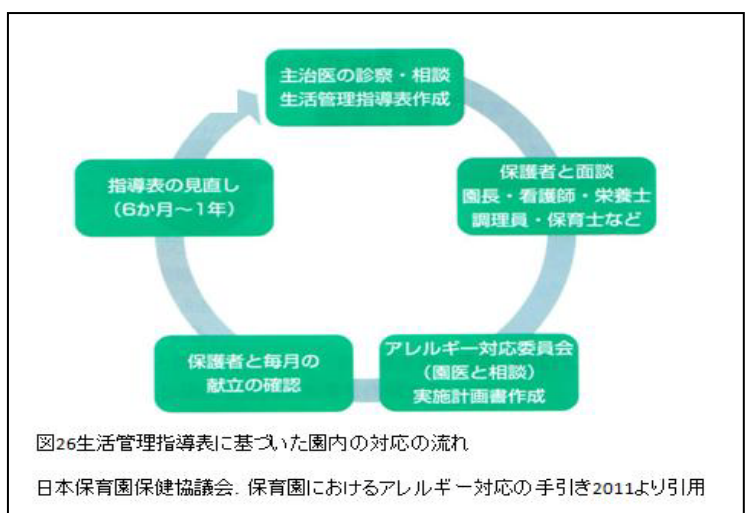 主治医の診察・相談
生活管理指導表作成
保護者と面談
園長・看護師・栄養士
調理員・保育士など
アレルギー対応委員会
(園医と相談)
実施計画書作成
保護者と毎月の
献立の確認
指導表の見直し
(6か月～1年)
図26生活管理指導表に基づいた園内の対応の流れ
日本保育園保健協議会. 保育園におけるアレルギー対応の手引き2011より引用